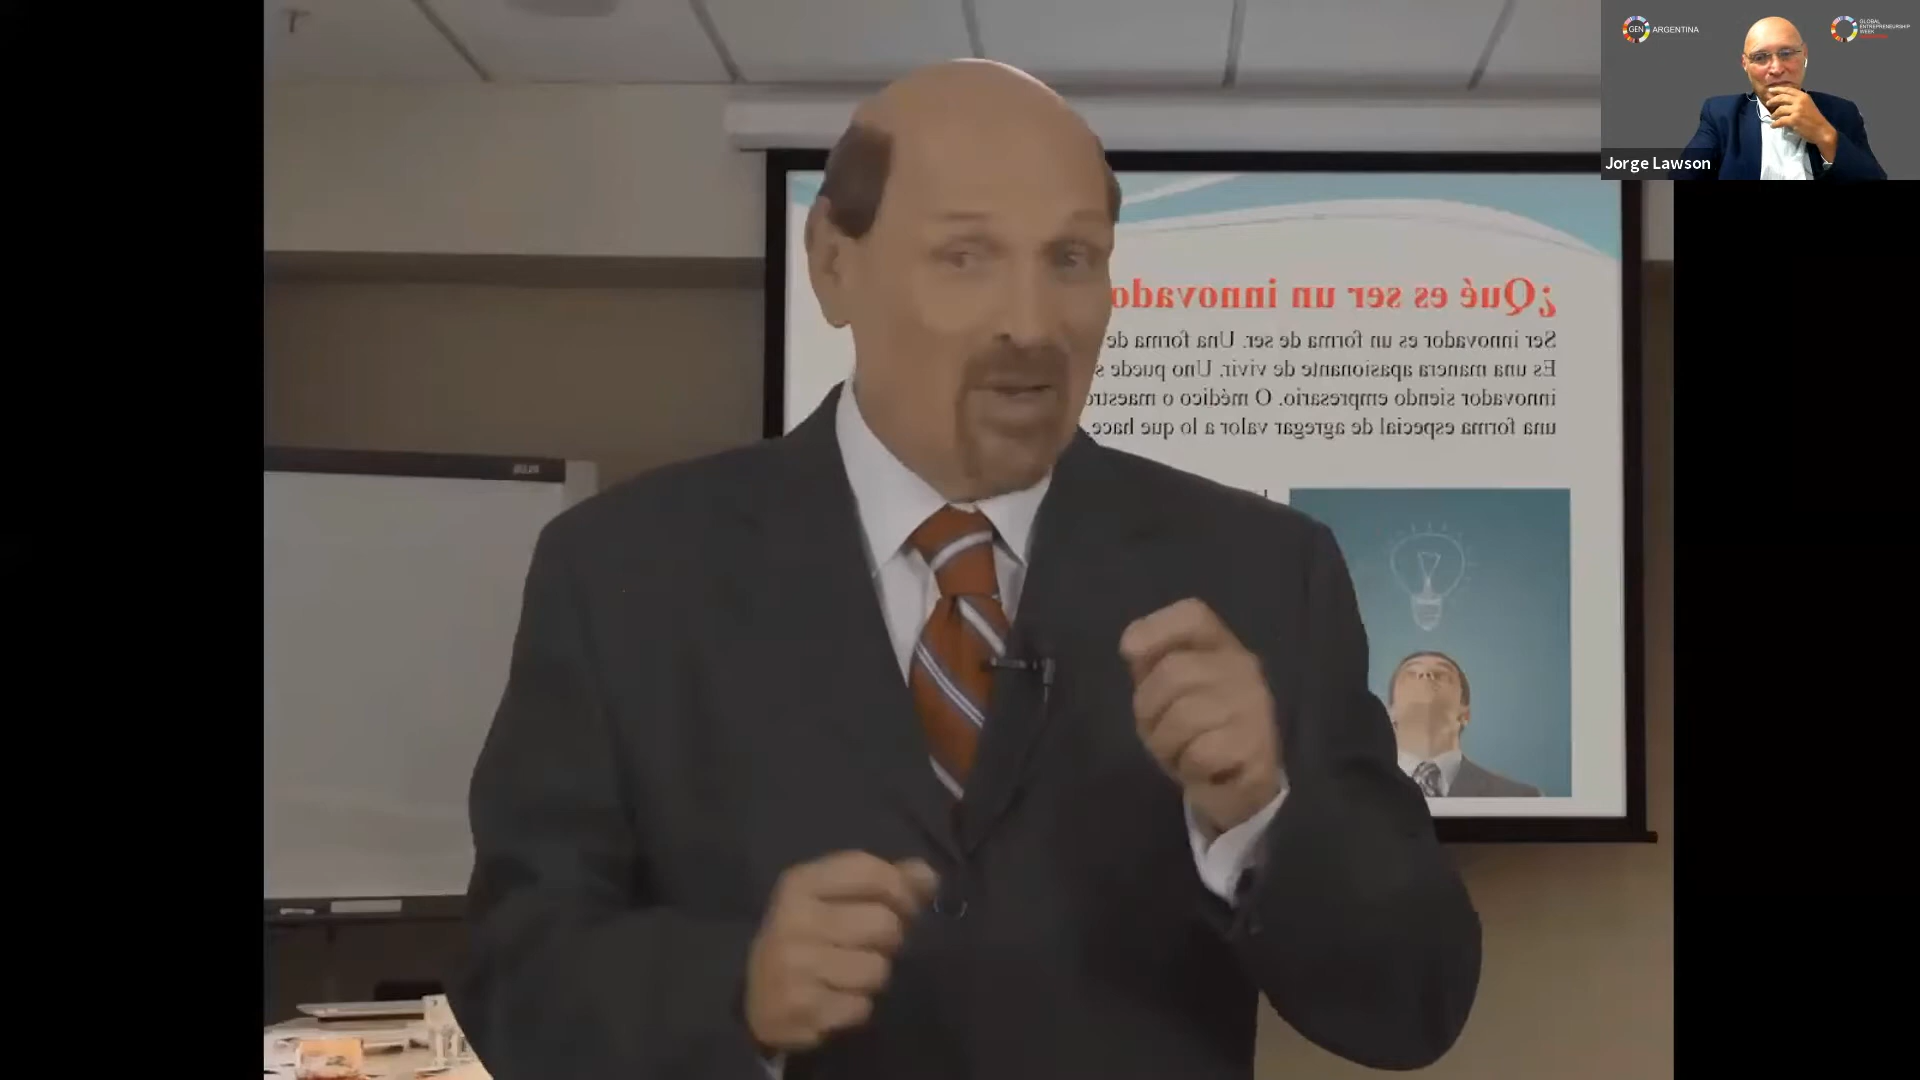 GEN ARGENTINA
GLOBAL
ENTREPRENEURSHIP
WEEK
Jorge Lawson
¿Qué es ser un innovado
Ser innovador es un forma de ser. Una forma de
Es una manera apasionante de vivir. Uno puede s
innovador siendo empresario. O médico o maestro
una forma especial de agregar valor a lo que hace.